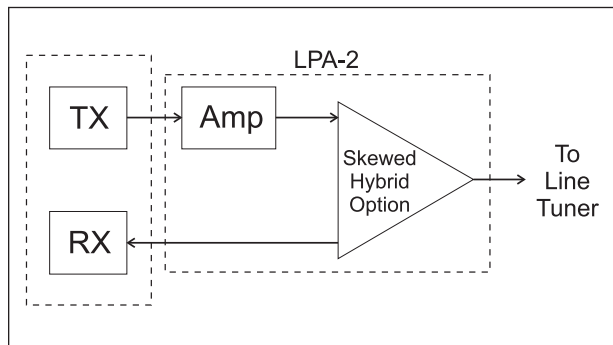 LPA-2
TX
Amp
Skewed
Hybrid
Option
To
Line
Tuner
RX